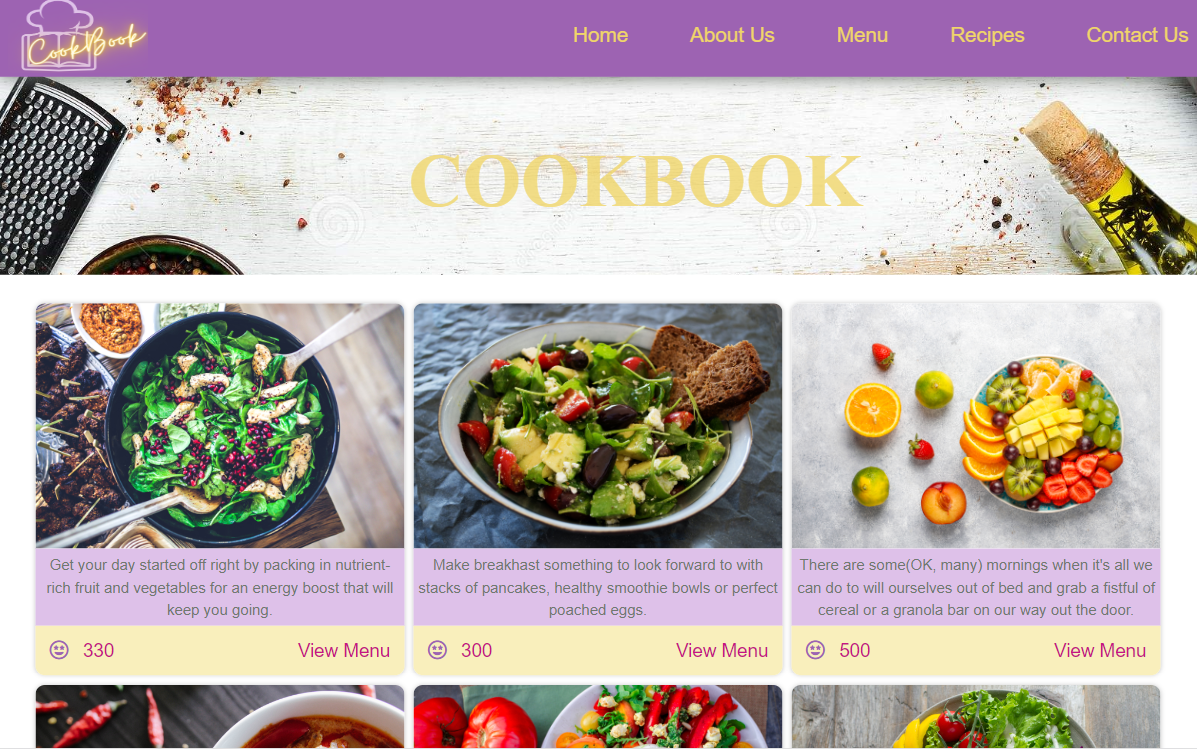 CookBook
Home About Us Menu Recipes Contact Us
COOKBOOK
Get your day started off right by packing in nutrient-
rich fruit and vegetables for an energy boost that will
keep you going.
330 View Menu
Make breakhast something to look forward to with
stacks of pancakes, healthy smoothie bowls or perfect
poached eggs.
300 View Menu
There are some(OK, many) mornings when it's all we
can do to will ourselves out of bed and grab a fistful of
cereal or a granola bar on our way out the door.
500 View Menu